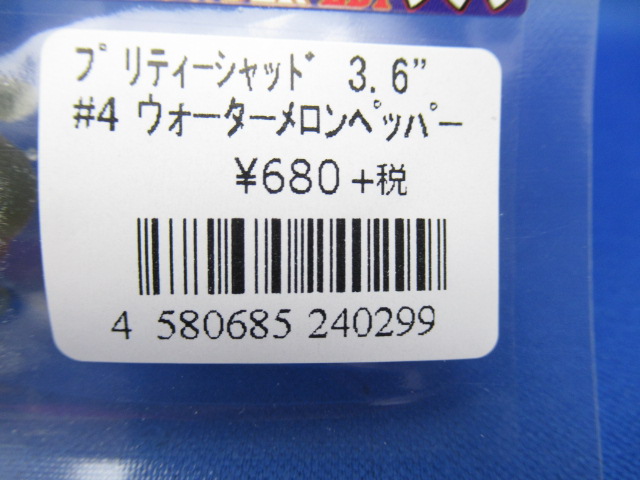 プリティーシャッド 3.6"
#4 ウォーターメロンペッパー
¥680+税
4 580685 240299